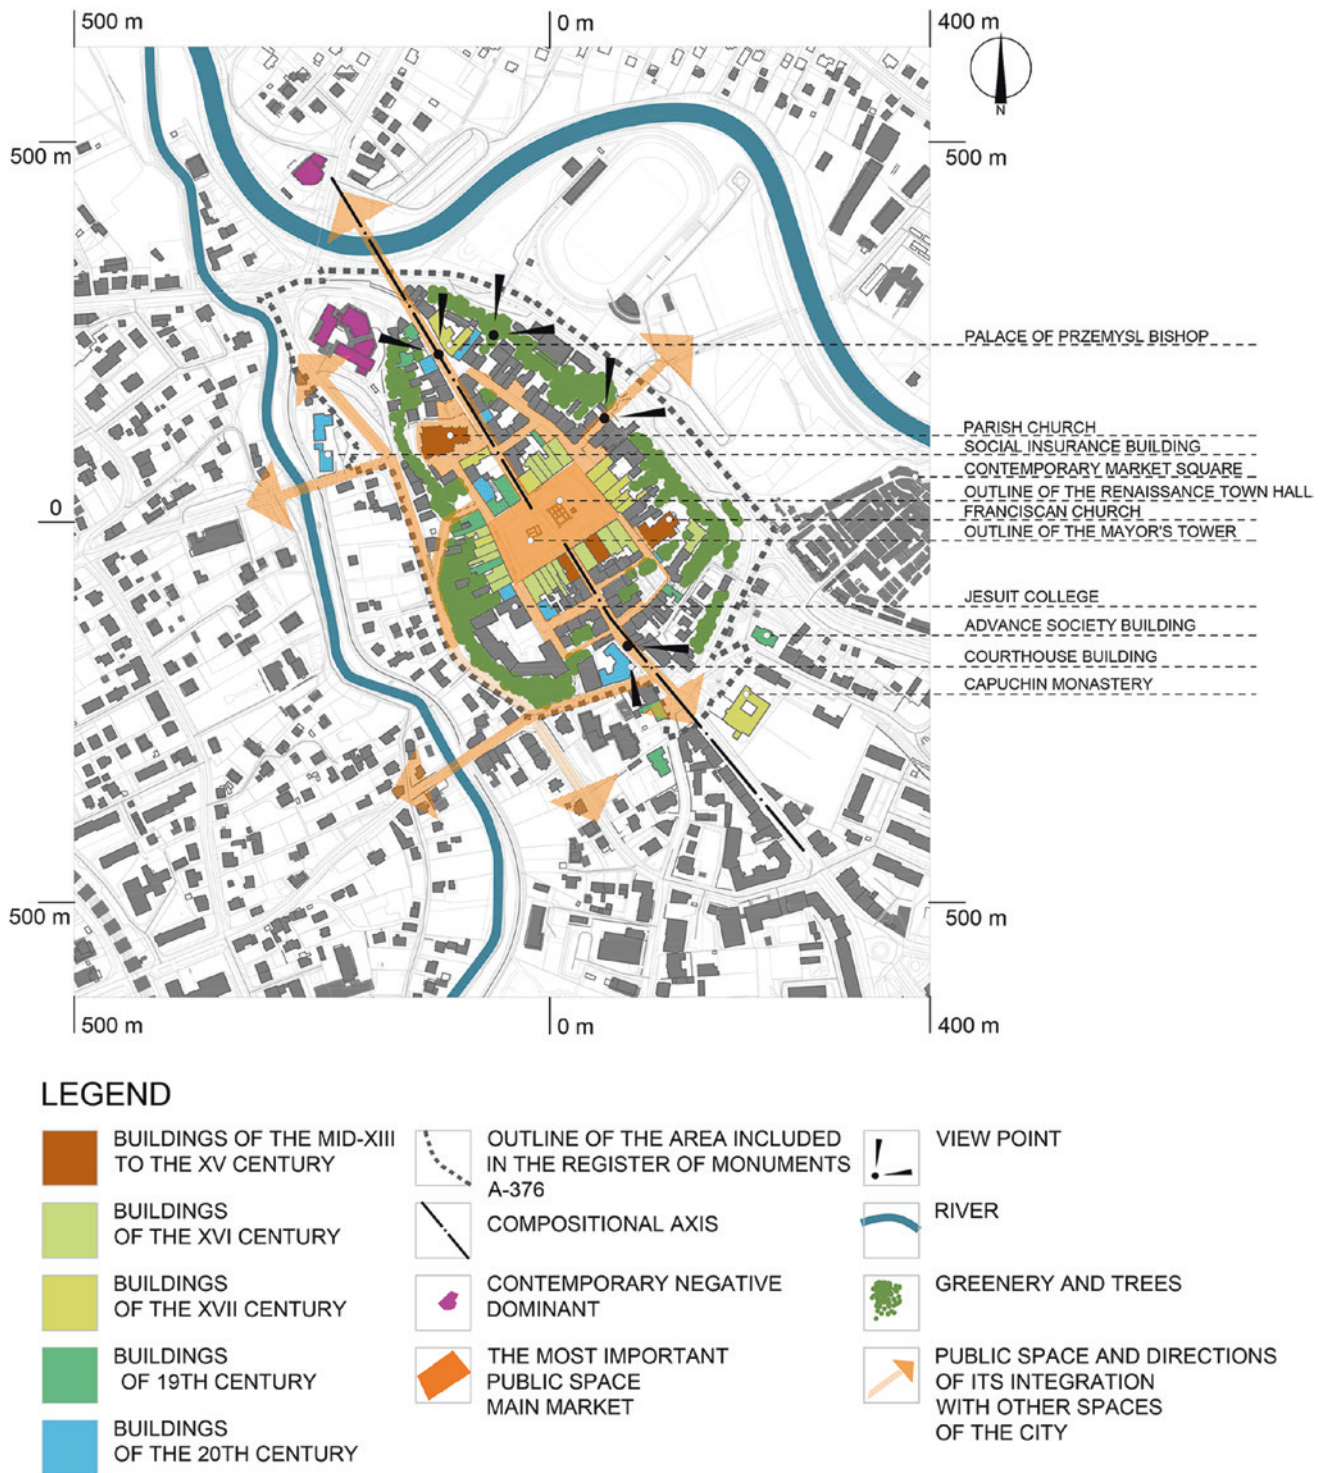 500 m
0 m
400 m
N
500 m
500 m
PALACE OF PRZEMYSL BISHOP
PARISH CHURCH
SOCIAL INSURANCE BUILDING
CONTEMPORARY MARKET SQUARE
OUTLINE OF THE RENAISSANCE TOWN HALL
0
FRANCISCAN CHURCH
OUTLINE OF THE MAYOR'S TOWER
JESUIT COLLEGE
ADVANCE SOCIETY BUILDING
COURTHOUSE BUILDING
CAPUCHIN MONASTERY
500 m
500 m
500 m
0 m
400 m
LEGEND
BUILDINGS OF THE MID-XIII
TO THE XV CENTURY
BUILDINGS
OF THE XVI CENTURY
BUILDINGS
OF THE XVII CENTURY
BUILDINGS
OF 19TH CENTURY
BUILDINGS
OF THE 20TH CENTURY
OUTLINE OF THE AREA INCLUDED
IN THE REGISTER OF MONUMENTS
A-376
COMPOSITIONAL AXIS
CONTEMPORARY NEGATIVE
DOMINANT
THE MOST IMPORTANT
PUBLIC SPACE
MAIN MARKET
VIEW POINT
RIVER
GREENERY AND TREES
PUBLIC SPACE AND DIRECTIONS
OF ITS INTEGRATION
WITH OTHER SPACES
OF THE CITY